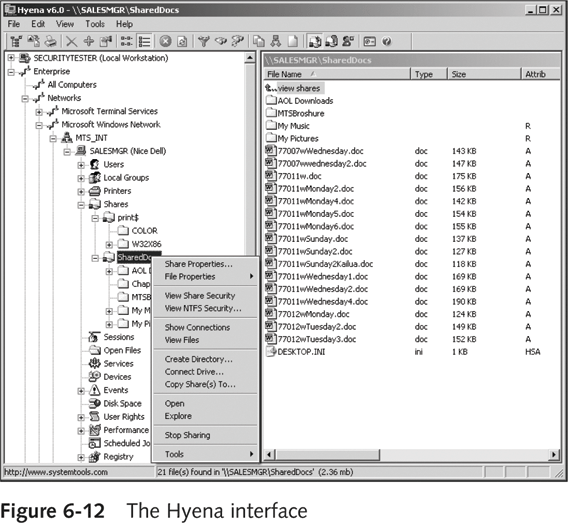 Hyena v6.0 - \\SALESMGR\SharedDocs
File Edit View Tools Help
SECURITYTESTER (Local Workstation)
Enterprise
All Computers
Networks
Microsoft Terminal Services
Microsoft Windows Network
MTS_INT
SALESMGR (Nice Dell)
Users
Local Groups
Printers
Shares
print$
COLOR
W32X86
SharedDocs
AOL D
Chap
MTSB
My M
My Pi
Sessions
Open Files
Services
Devices
Events
Disk Space
User Rights
Performance
Scheduled Jo
Registry
Share Properties...
File Properties
View Share Security
View NTFS Security...
Show Connections
View Files
Create Directory...
Connect Drive...
Copy Share(s) To...
Open
Explore
Stop Sharing
Tools
\\SALESMGR\SharedDocs
File Name Type Size Attrib
view shares
AOL Downloads
MTSBroshure
My Music R
My Pictures R
77007wWednesday.doc doc 143 KB A
77007wwednesday2.doc doc 147 KB A
77011w.doc doc 175 KB A
77011wMonday2.doc doc 156 KB A
77011wMonday4.doc doc 142 KB A
77011wMonday5.doc doc 154 KB A
77011wMonday6.doc doc 155 KB A
77011wSunday.doc doc 137 KB A
77011wSunday2.doc doc 127 KB A
77011wSunday2Kailua.doc doc 118 KB A
77011wWednesday1.doc doc 169 KB A
77011wWednesday2.doc doc 169 KB A
77011wWednesday4.doc doc 190 KB A
77012wMonday.doc doc 124 KB A
77012wTuesday2.doc doc 149 KB A
77012wTuesday3.doc doc 152 KB A
DESKTOP.INI ini 1 KB HSA
http://www.systemtools.com 21 file(s) found in '\\SALESMGR\SharedDocs' (2.36 mb)
Figure 6-12 The Hyena interface